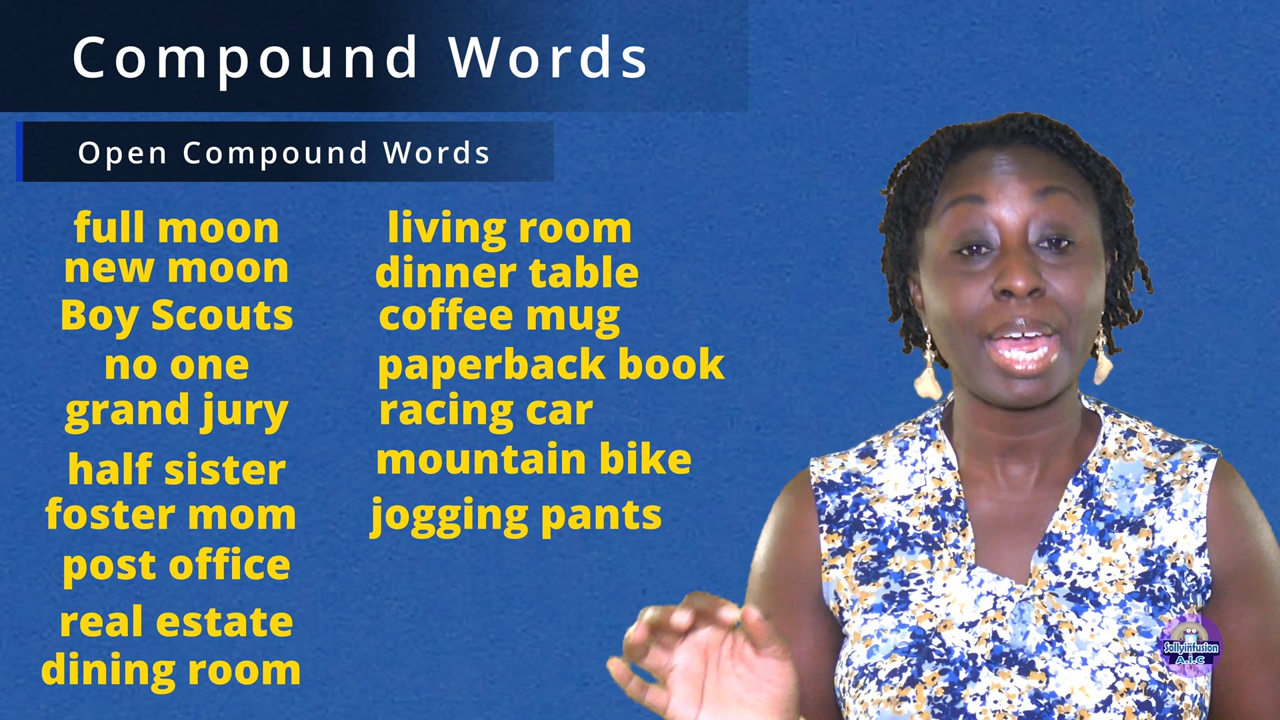 Compound Words
Open Compound Words
full moon
new moon
Boy Scouts
no one
grand jury
half sister
foster mom
post office
real estate
dining room
living room
dinner table
coffee mug
paperback book
racing car
mountain bike
jogging pants
Sollyinfusion
A.i.C